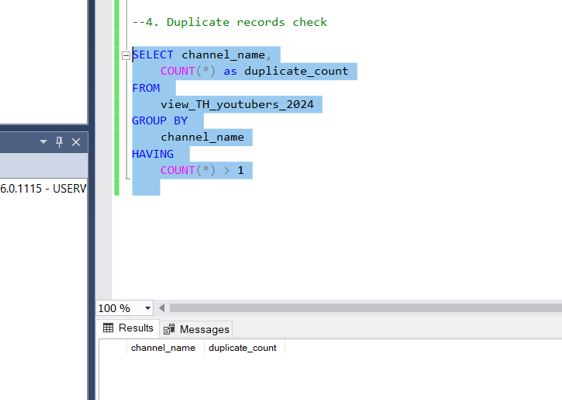 --4. Duplicate records check
SELECT channel_name,
COUNT(*) as duplicate_count
FROM
view_TH_youtubers_2024
GROUP BY
channel_name
HAVING
COUNT(*) > 1
6.0.1115 - USERW
100 %
Results Messages
channel_name duplicate_count